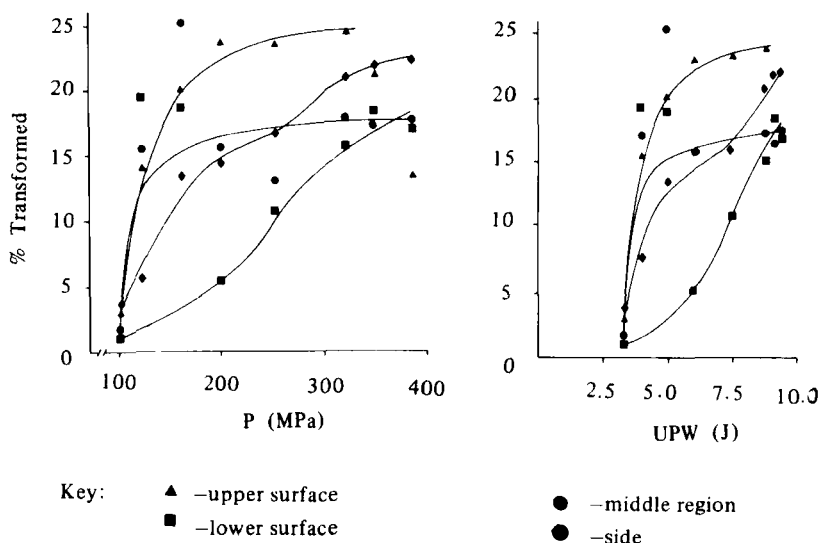 % Transformed
25
20
15
10
5
0
100
200
300
400
P (MPa)
25
20
15
10
5
0
2.5
5.0
7.5
10.0
UPW (J)
Key:
–upper surface
–lower surface
–middle region
–side